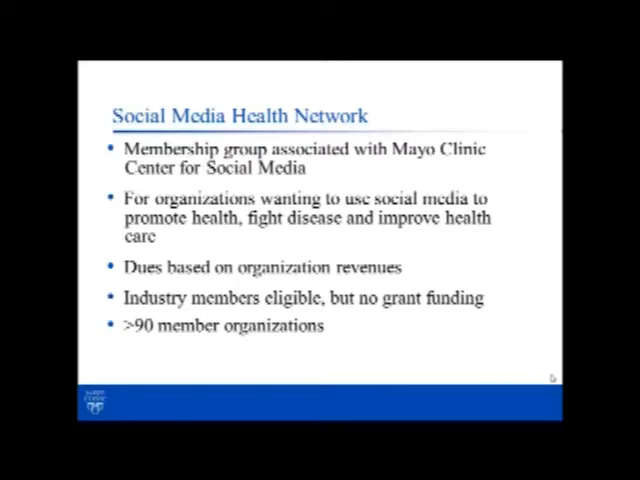 Social Media Health Network
• Membership group associated with Mayo Clinic
Center for Social Media
• For organizations wanting to use social media to
promote health, fight disease and improve health
care
• Dues based on organization revenues
• Industry members eligible, but no grant funding
• >90 member organizations
MAYO
CLINIC